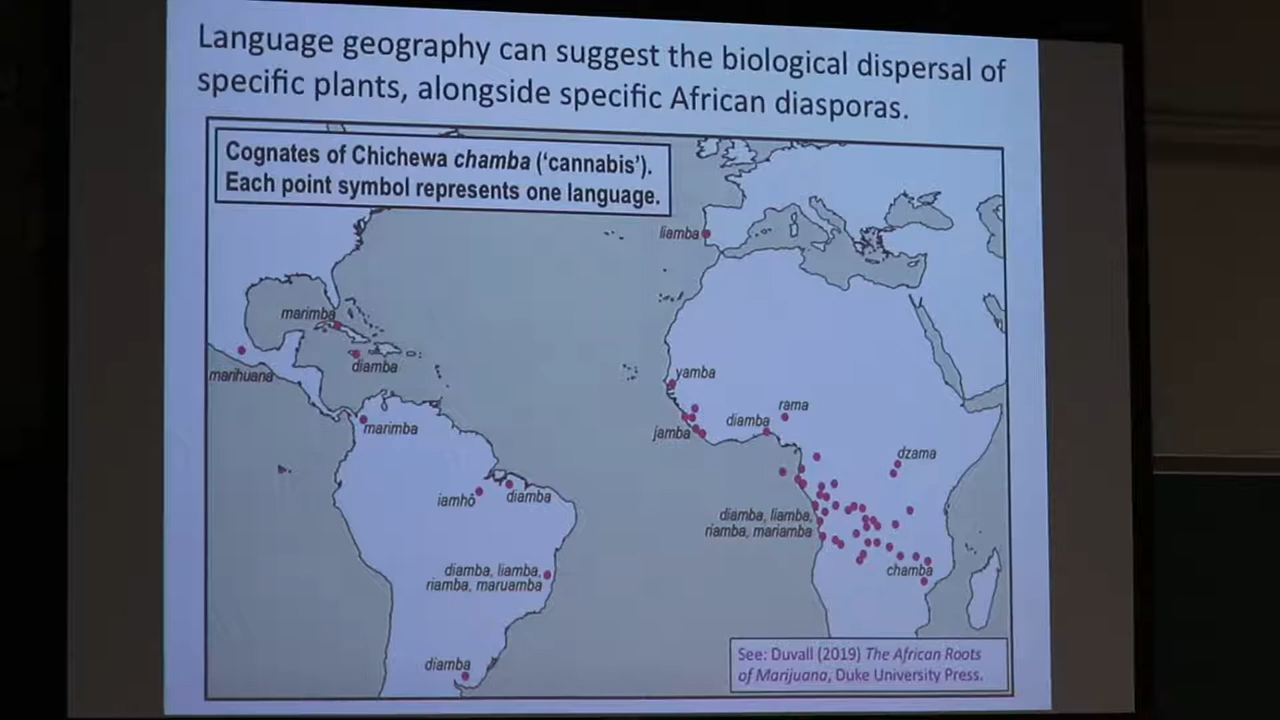 Language geography can suggest the biological dispersal of
specific plants, alongside specific African diasporas.
Cognates of Chichewa chamba (‘cannabis’).
Each point symbol represents one language.
liamba
marimba
diamba
marihuana
marimba
yamba
rama
diamba
jamba
dzama
iamhô
diamba
diamba, liamba,
riamba, mariamba
diamba, liamba,
riamba, maruamba
chamba
diamba
See: Duvall (2019) The African Roots
of Marijuana, Duke University Press.